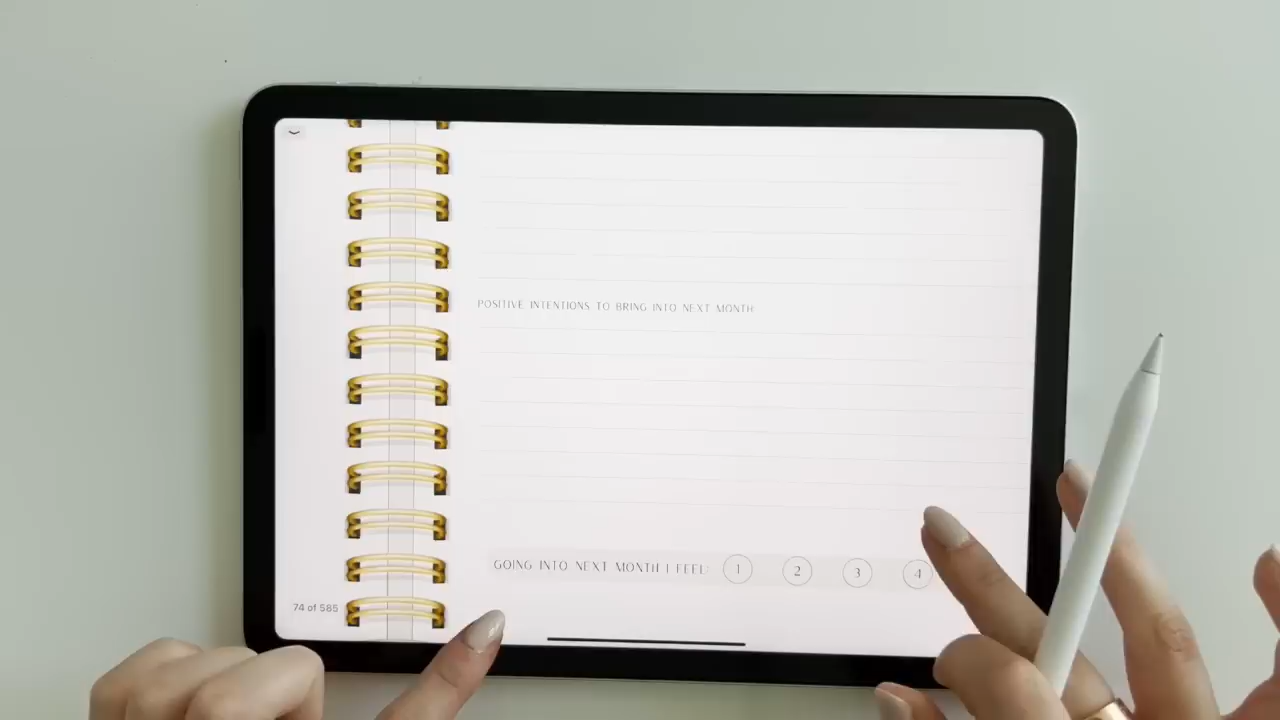 POSITIVE INTENTIONS TO BRING INTO NEXT MONTH
GOING INTO NEXT MONTH I FEEL: 1 2 3 4
74 of 585